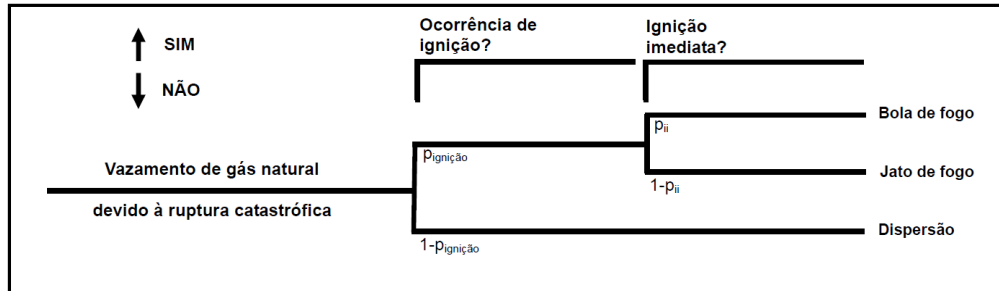 Ocorrência de
ignição?
Ignição
imediata?
SIM
NÃO
Bola de fogo
pii
pignição
Vazamento de gás natural
Jato de fogo
1-pii
devido à ruptura catastrófica
Dispersão
1-pignição